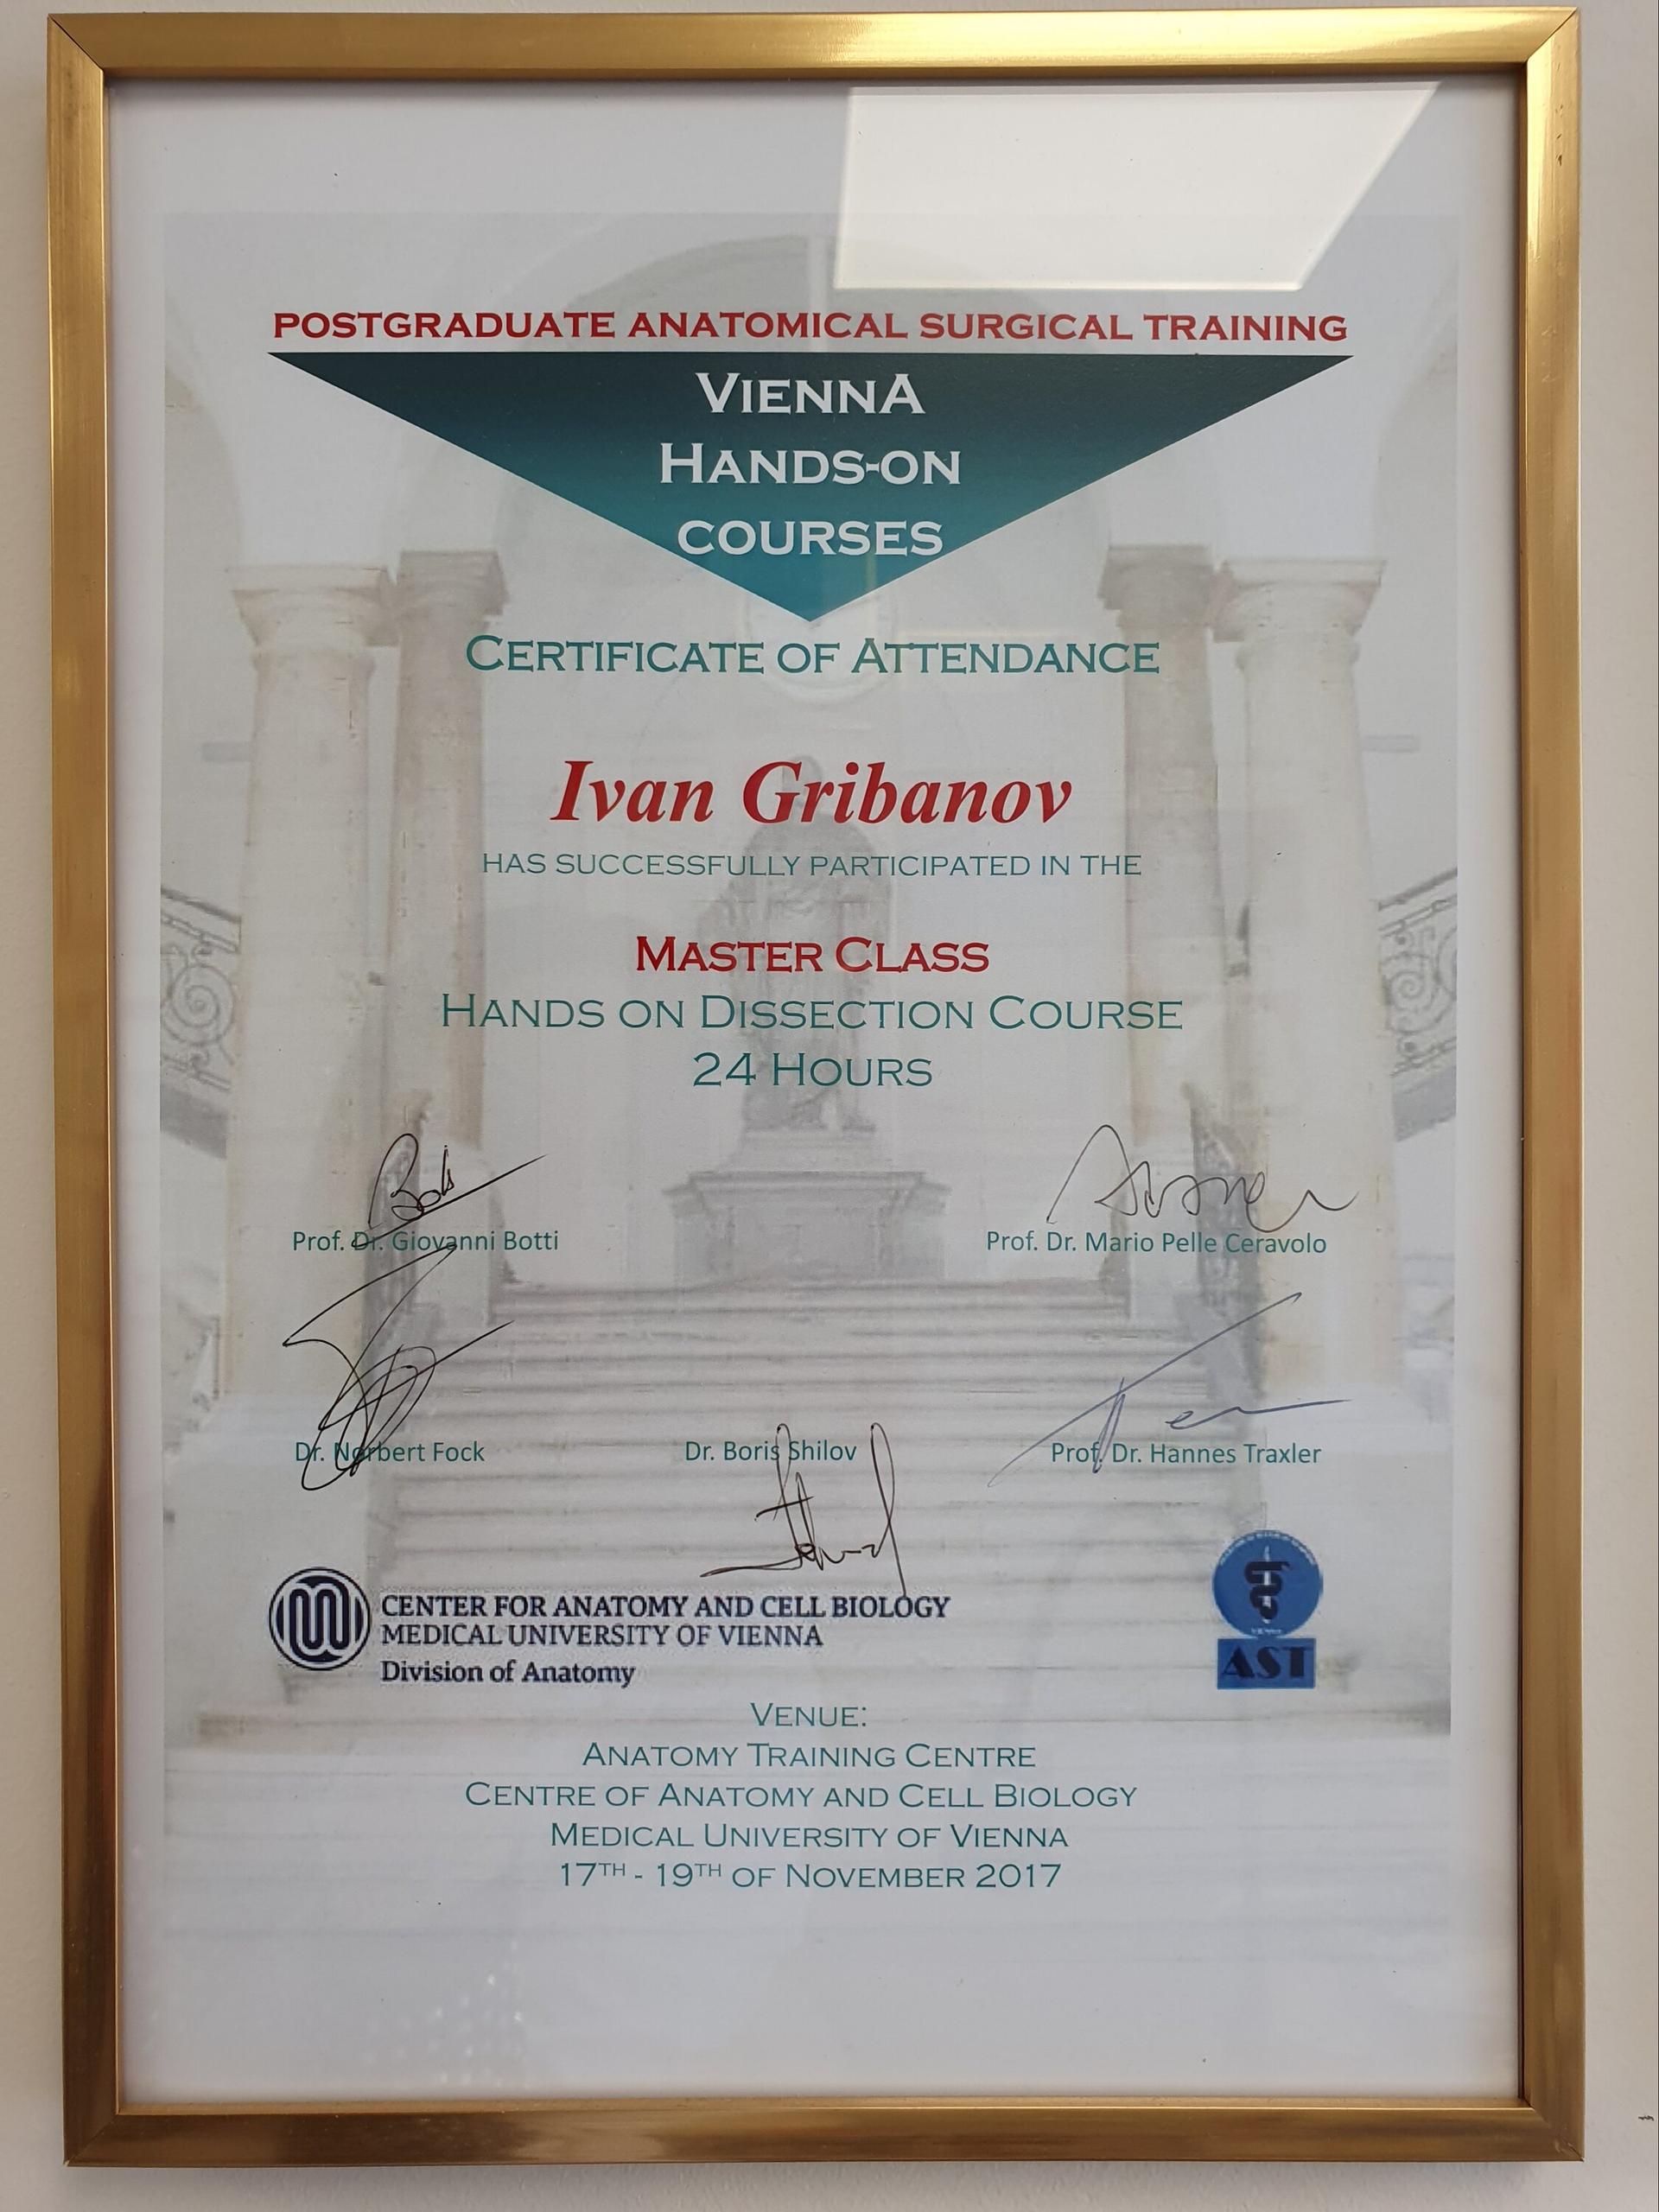 POSTGRADUATE ANATOMICAL SURGICAL TRAINING
VIENNA
HANDS-ON
COURSES
CERTIFICATE OF ATTENDANCE
Ivan Gribanov
HAS SUCCESSFULLY PARTICIPATED IN THE
MASTER CLASS
HANDS ON DISSECTION COURSE
24 HOURS
Prof. Dr. Giovanni Botti
Prof. Dr. Mario Pelle Ceravolo
Dr. Norbert Fock
Dr. Boris Shilov
Prof. Dr. Hannes Traxler
CENTER FOR ANATOMY AND CELL BIOLOGY
MEDICAL UNIVERSITY OF VIENNA
Division of Anatomy
AST
VENUE:
ANATOMY TRAINING CENTRE
CENTRE OF ANATOMY AND CELL BIOLOGY
MEDICAL UNIVERSITY OF VIENNA
17TH - 19TH OF NOVEMBER 2017